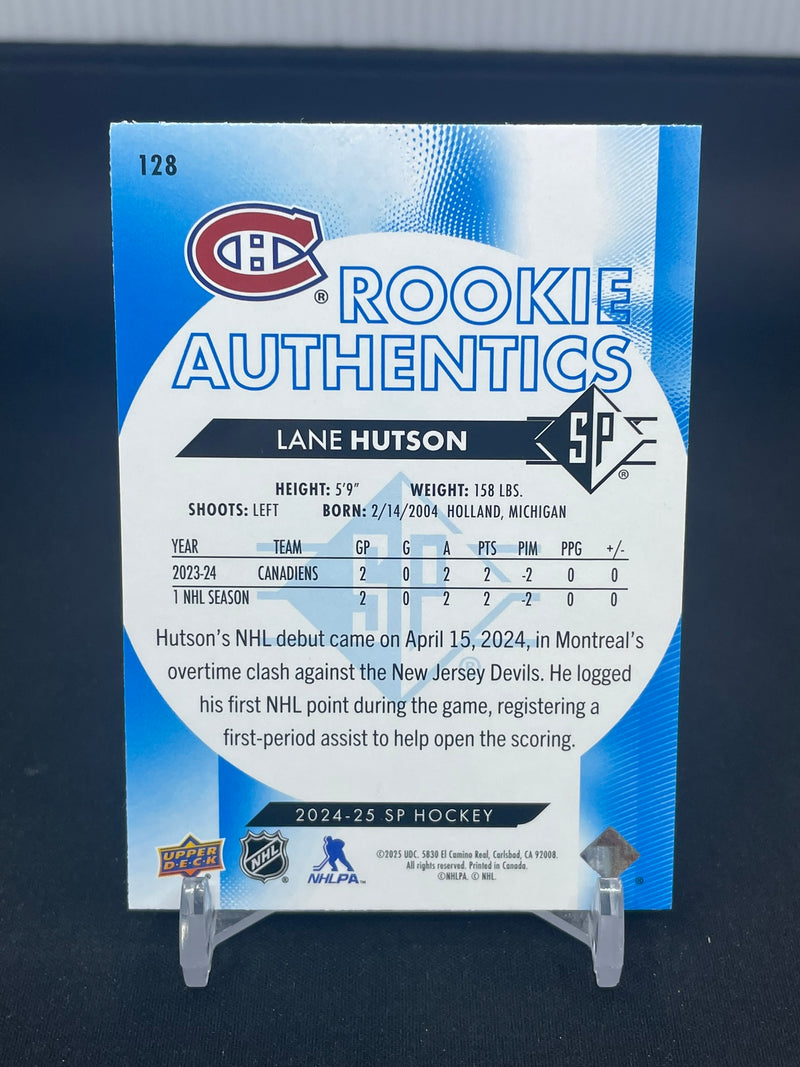 128
ROOKIE
AUTHENTICS
LANE HUTSON
SP
HEIGHT: 5'9" WEIGHT: 158 LBS.
SHOOTS: LEFT BORN: 2/14/2004 HOLLAND, MICHIGAN
YEAR TEAM GP G A PTS PIM PPG +/-
2023-24 CANADIENS 2 0 2 2 -2 0 0
1 NHL SEASON 2 0 2 2 -2 0 0
Hutson's NHL debut came on April 15, 2024, in Montreal's
overtime clash against the New Jersey Devils. He logged
his first NHL point during the game, registering a
first-period assist to help open the scoring.
2024-25 SP HOCKEY
UPPER
DECK
NHL
NHLPA
©2025 UDC. 5830 El Camino Real, Carlsbad, CA 92008.
All rights reserved. Printed in Canada.
©NHLPA. © NHL.